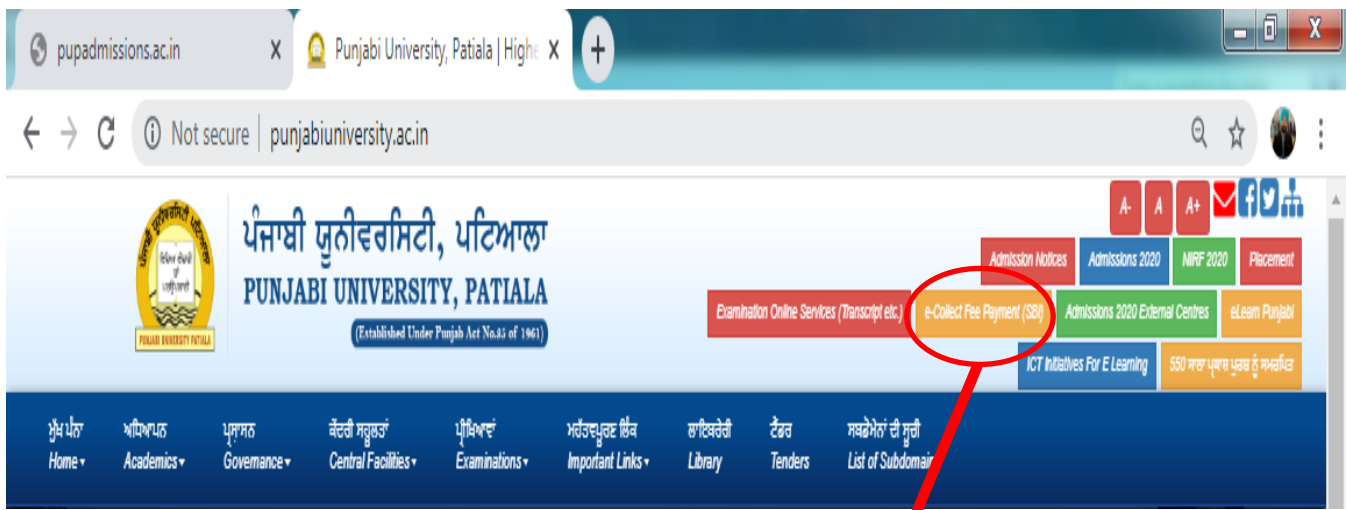 pupadmissions.ac.in
Punjabi University, Patiala | Highe
Not secure | punjabiuniversity.ac.in
ਪੰਜਾਬੀ ਯੂਨੀਵਰਸਿਟੀ, ਪਟਿਆਲਾ
PUNJABI UNIVERSITY, PATIALA
(Established Under Punjab Act No.35 of 1961)
PUNJABI UNIVERSITY PATIALA
A- A A+
Admission Notices Admissions 2020 NIRF 2020 Placement
Examination Online Services (Transcript etc.) e-Collect Fee Payment (SBI) Admissions 2020 External Centres eLearn Punjabi
ICT Initiatives For E Learning 550 ਸਾਲਾ ਪ੍ਰਕਾਸ਼ ਪੁਰਬ ਨੂੰ ਸਮਰਪਿਤ
ਮੁੱਖ ਪੰਨਾ ਅਧਿਆਪਨ ਪ੍ਰਸ਼ਾਸਨ ਕੇਂਦਰੀ ਸਹੂਲਤਾਂ ਪ੍ਰੀਖਿਆਵਾਂ ਮਹੱਤਵਪੂਰਣ ਲਿੰਕ ਲਾਇਬਰੇਰੀ ਟੈਂਡਰ ਸਬਡੋਮੇਨਾਂ ਦੀ ਸੂਚੀ
Home Academics Governance Central Facilities Examinations Important Links Library Tenders List of Subdomain